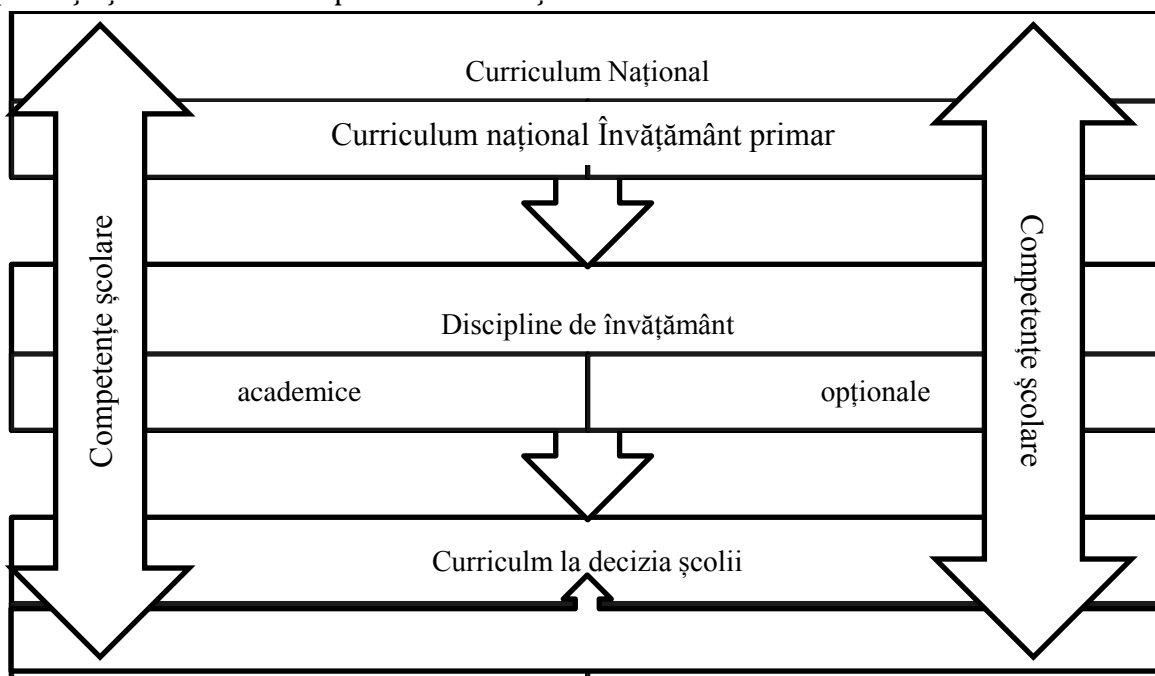 Curriculum Național
Curriculum național Învățământ primar
Competențe școlare
Competențe școlare
Discipline de învățământ
academice
opționale
Curriculm la decizia școlii